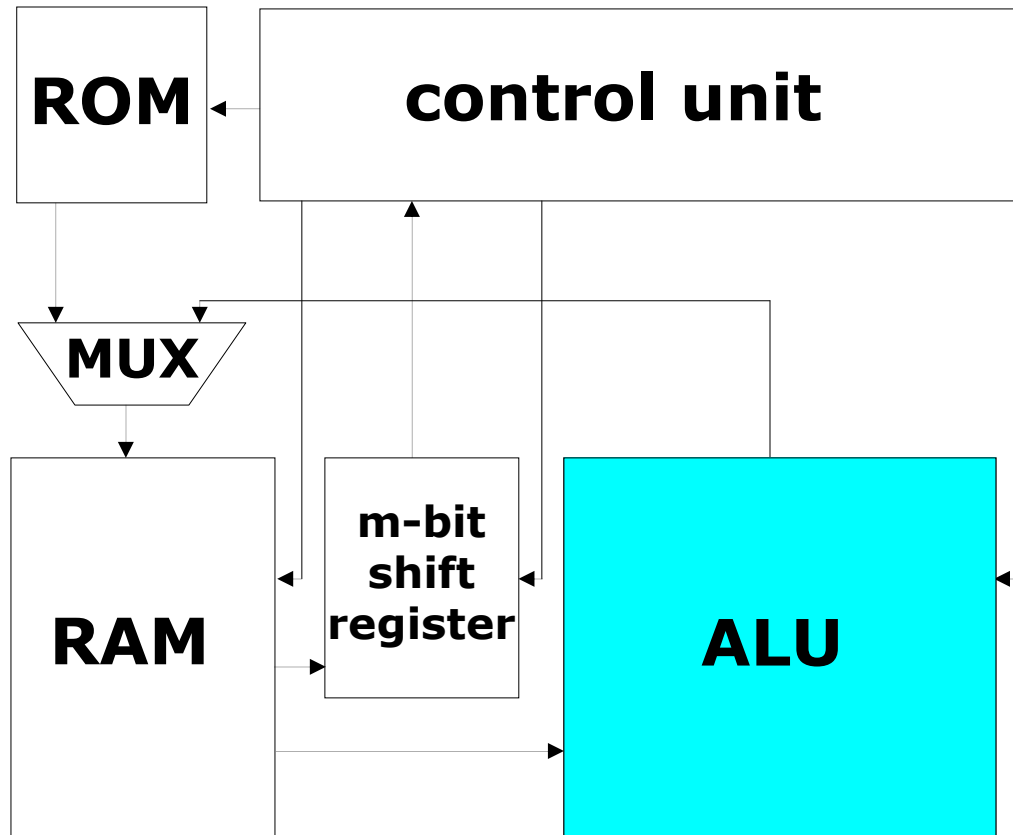 ROM
control unit
MUX
RAM
m-bit
shift
register
ALU